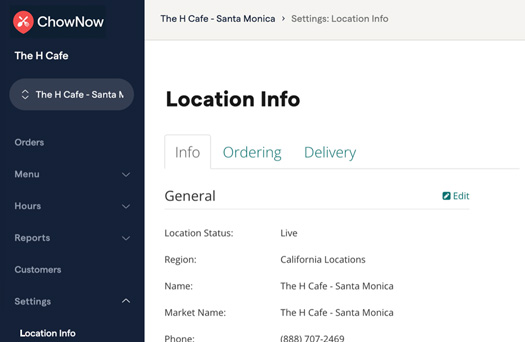 ChowNow
The H Cafe - Santa Monica > Settings: Location Info
The H Cafe
The H Cafe - Santa M
Orders
Menu
Hours
Reports
Customers
Settings
Location Info
Location Info
Info Ordering Delivery
General Edit
Location Status: Live
Region: California Locations
Name: The H Cafe - Santa Monica
Market Name: The H Cafe - Santa Monica
Phone: (888) 707-2469